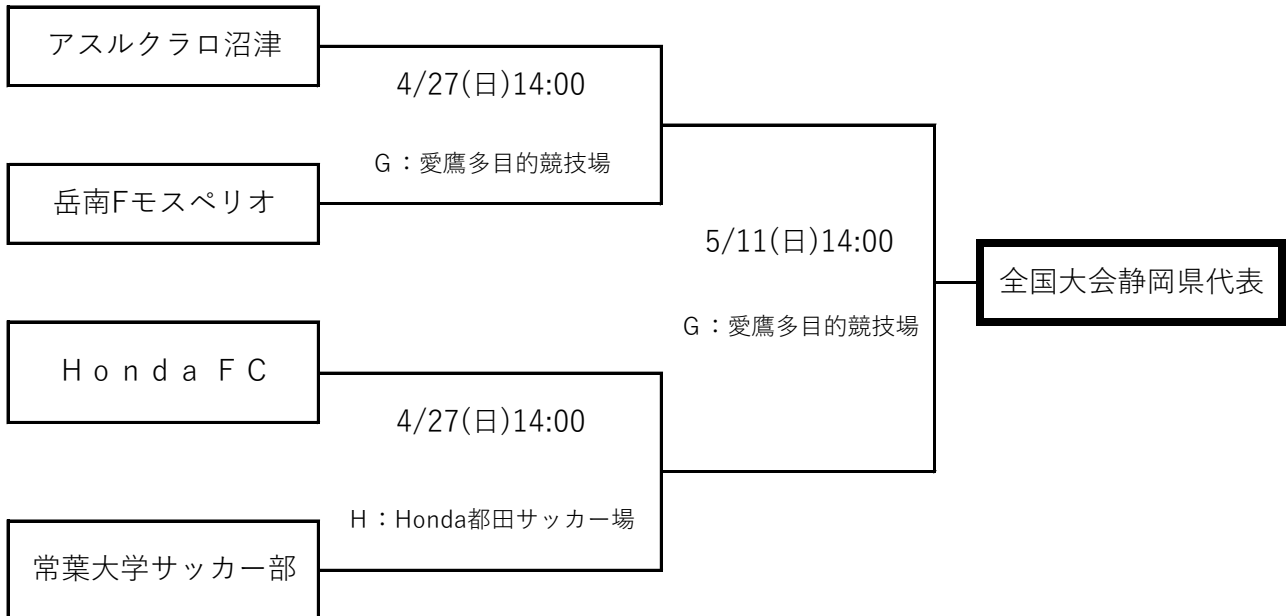 アスルクラロ沼津
4/27(日)14:00
G：愛鷹多目的競技場
岳南Fモスペリオ
5/11(日)14:00
全国大会静岡県代表
G：愛鷹多目的競技場
Ｈｏｎｄａ ＦＣ
4/27(日)14:00
H：Honda都田サッカー場
常葉大学サッカー部